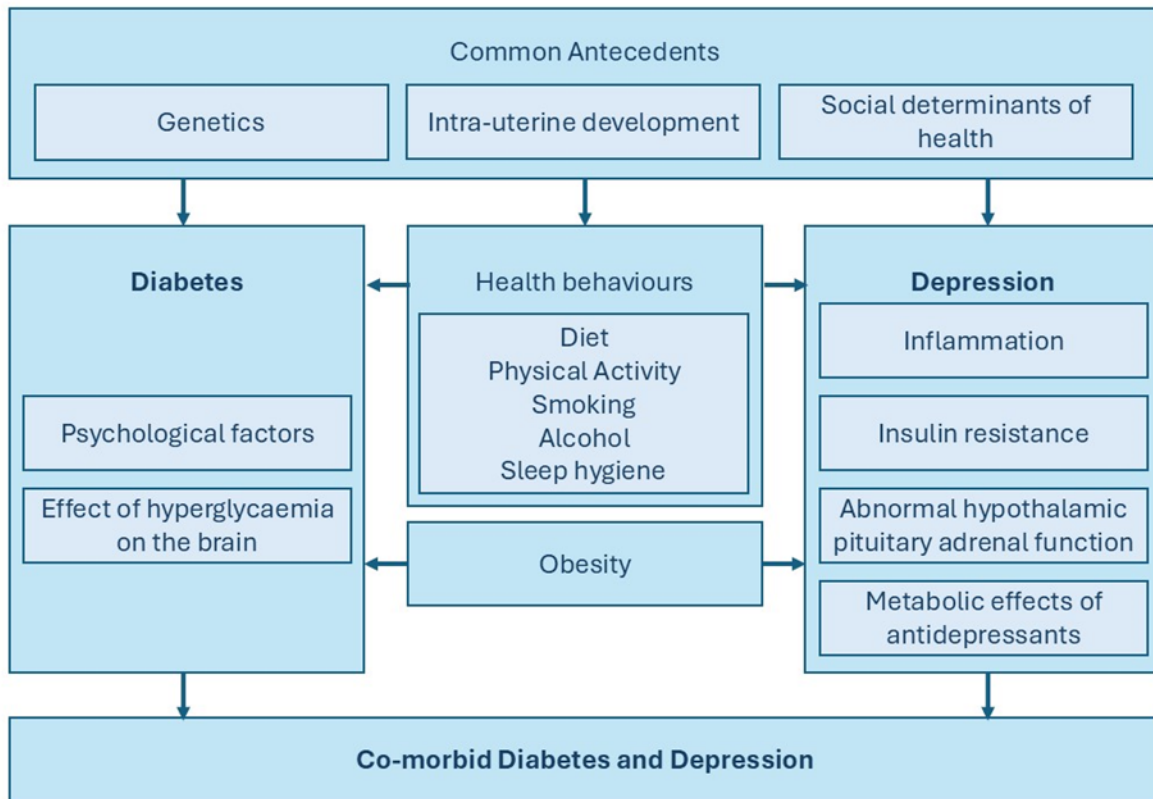 Common Antecedents
Genetics
Intra-uterine development
Social determinants of
health
Diabetes
Psychological factors
Effect of hyperglycaemia
on the brain
Health behaviours
Diet
Physical Activity
Smoking
Alcohol
Sleep hygiene
Obesity
Depression
Inflammation
Insulin resistance
Abnormal hypothalamic
pituitary adrenal function
Metabolic effects of
antidepressants
Co-morbid Diabetes and Depression